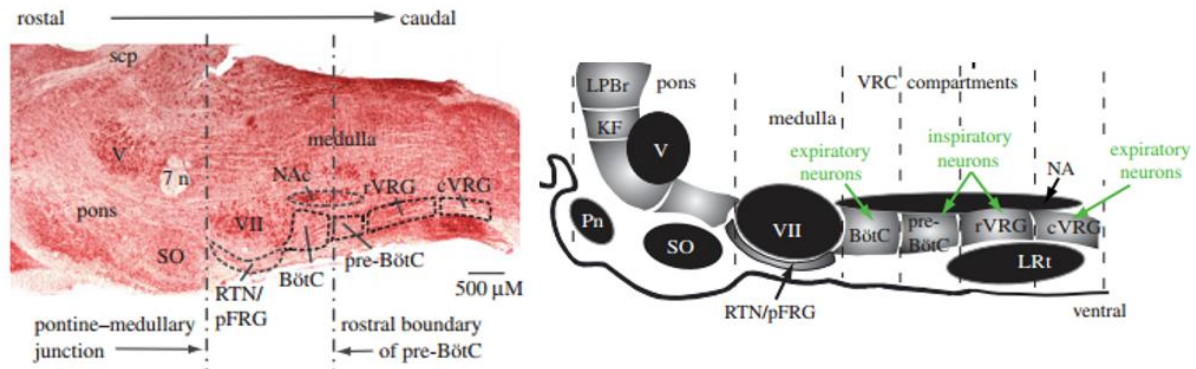 rostal
caudal
scp
medulla
V
7 n
NAc
rVRG
cVRG
pons
VII
SO
pre-BötC
BötC
RTN/
pFRG
500 μM
pontine–medullary
junction
rostral boundary
of pre-BötC
LPBr
pons
VRC compartments
KF
medulla
V
expiratory
neurons
inspiratory
neurons
expiratory
neurons
NA
Pn
SO
VII
BötC
pre-
BötC
rVRG
cVRG
LRt
RTN/pFRG
ventral